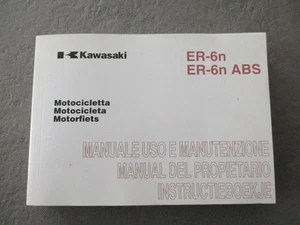 Kawasaki
ER-6n
ER-6n ABS
Motocicletta
Motocicleta
Motorfiets
MANUALE USO E MANUTENZIONE
MANUAL DEL PROPIETARIO
INSTRUCTIEBOEKJE